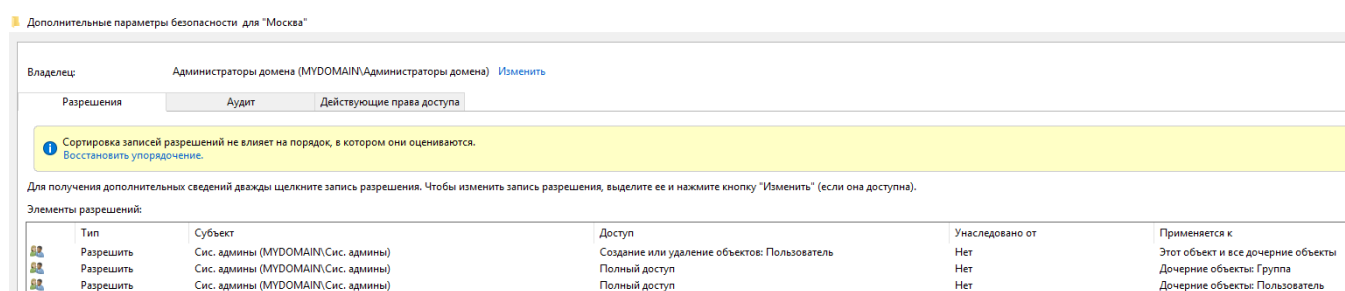 Дополнительные параметры безопасности для "Москва"
Владелец: Администраторы домена (MYDOMAIN\Администраторы домена) Изменить
Разрешения Аудит Действующие права доступа
Сортировка записей разрешений не влияет на порядок, в котором они оцениваются.
Восстановить упорядочение.
Для получения дополнительных сведений дважды щелкните запись разрешения. Чтобы изменить запись разрешения, выделите ее и нажмите кнопку "Изменить" (если она доступна).
Элементы разрешений:
Тип Субъект Доступ Унаследовано от Применяется к
Разрешить Сис. админы (MYDOMAIN\Сис. админы) Создание или удаление объектов: Пользователь Нет Этот объект и все дочерние объекты
Разрешить Сис. админы (MYDOMAIN\Сис. админы) Полный доступ Нет Дочерние объекты: Группа
Разрешить Сис. админы (MYDOMAIN\Сис. админы) Полный доступ Нет Дочерние объекты: Пользователь